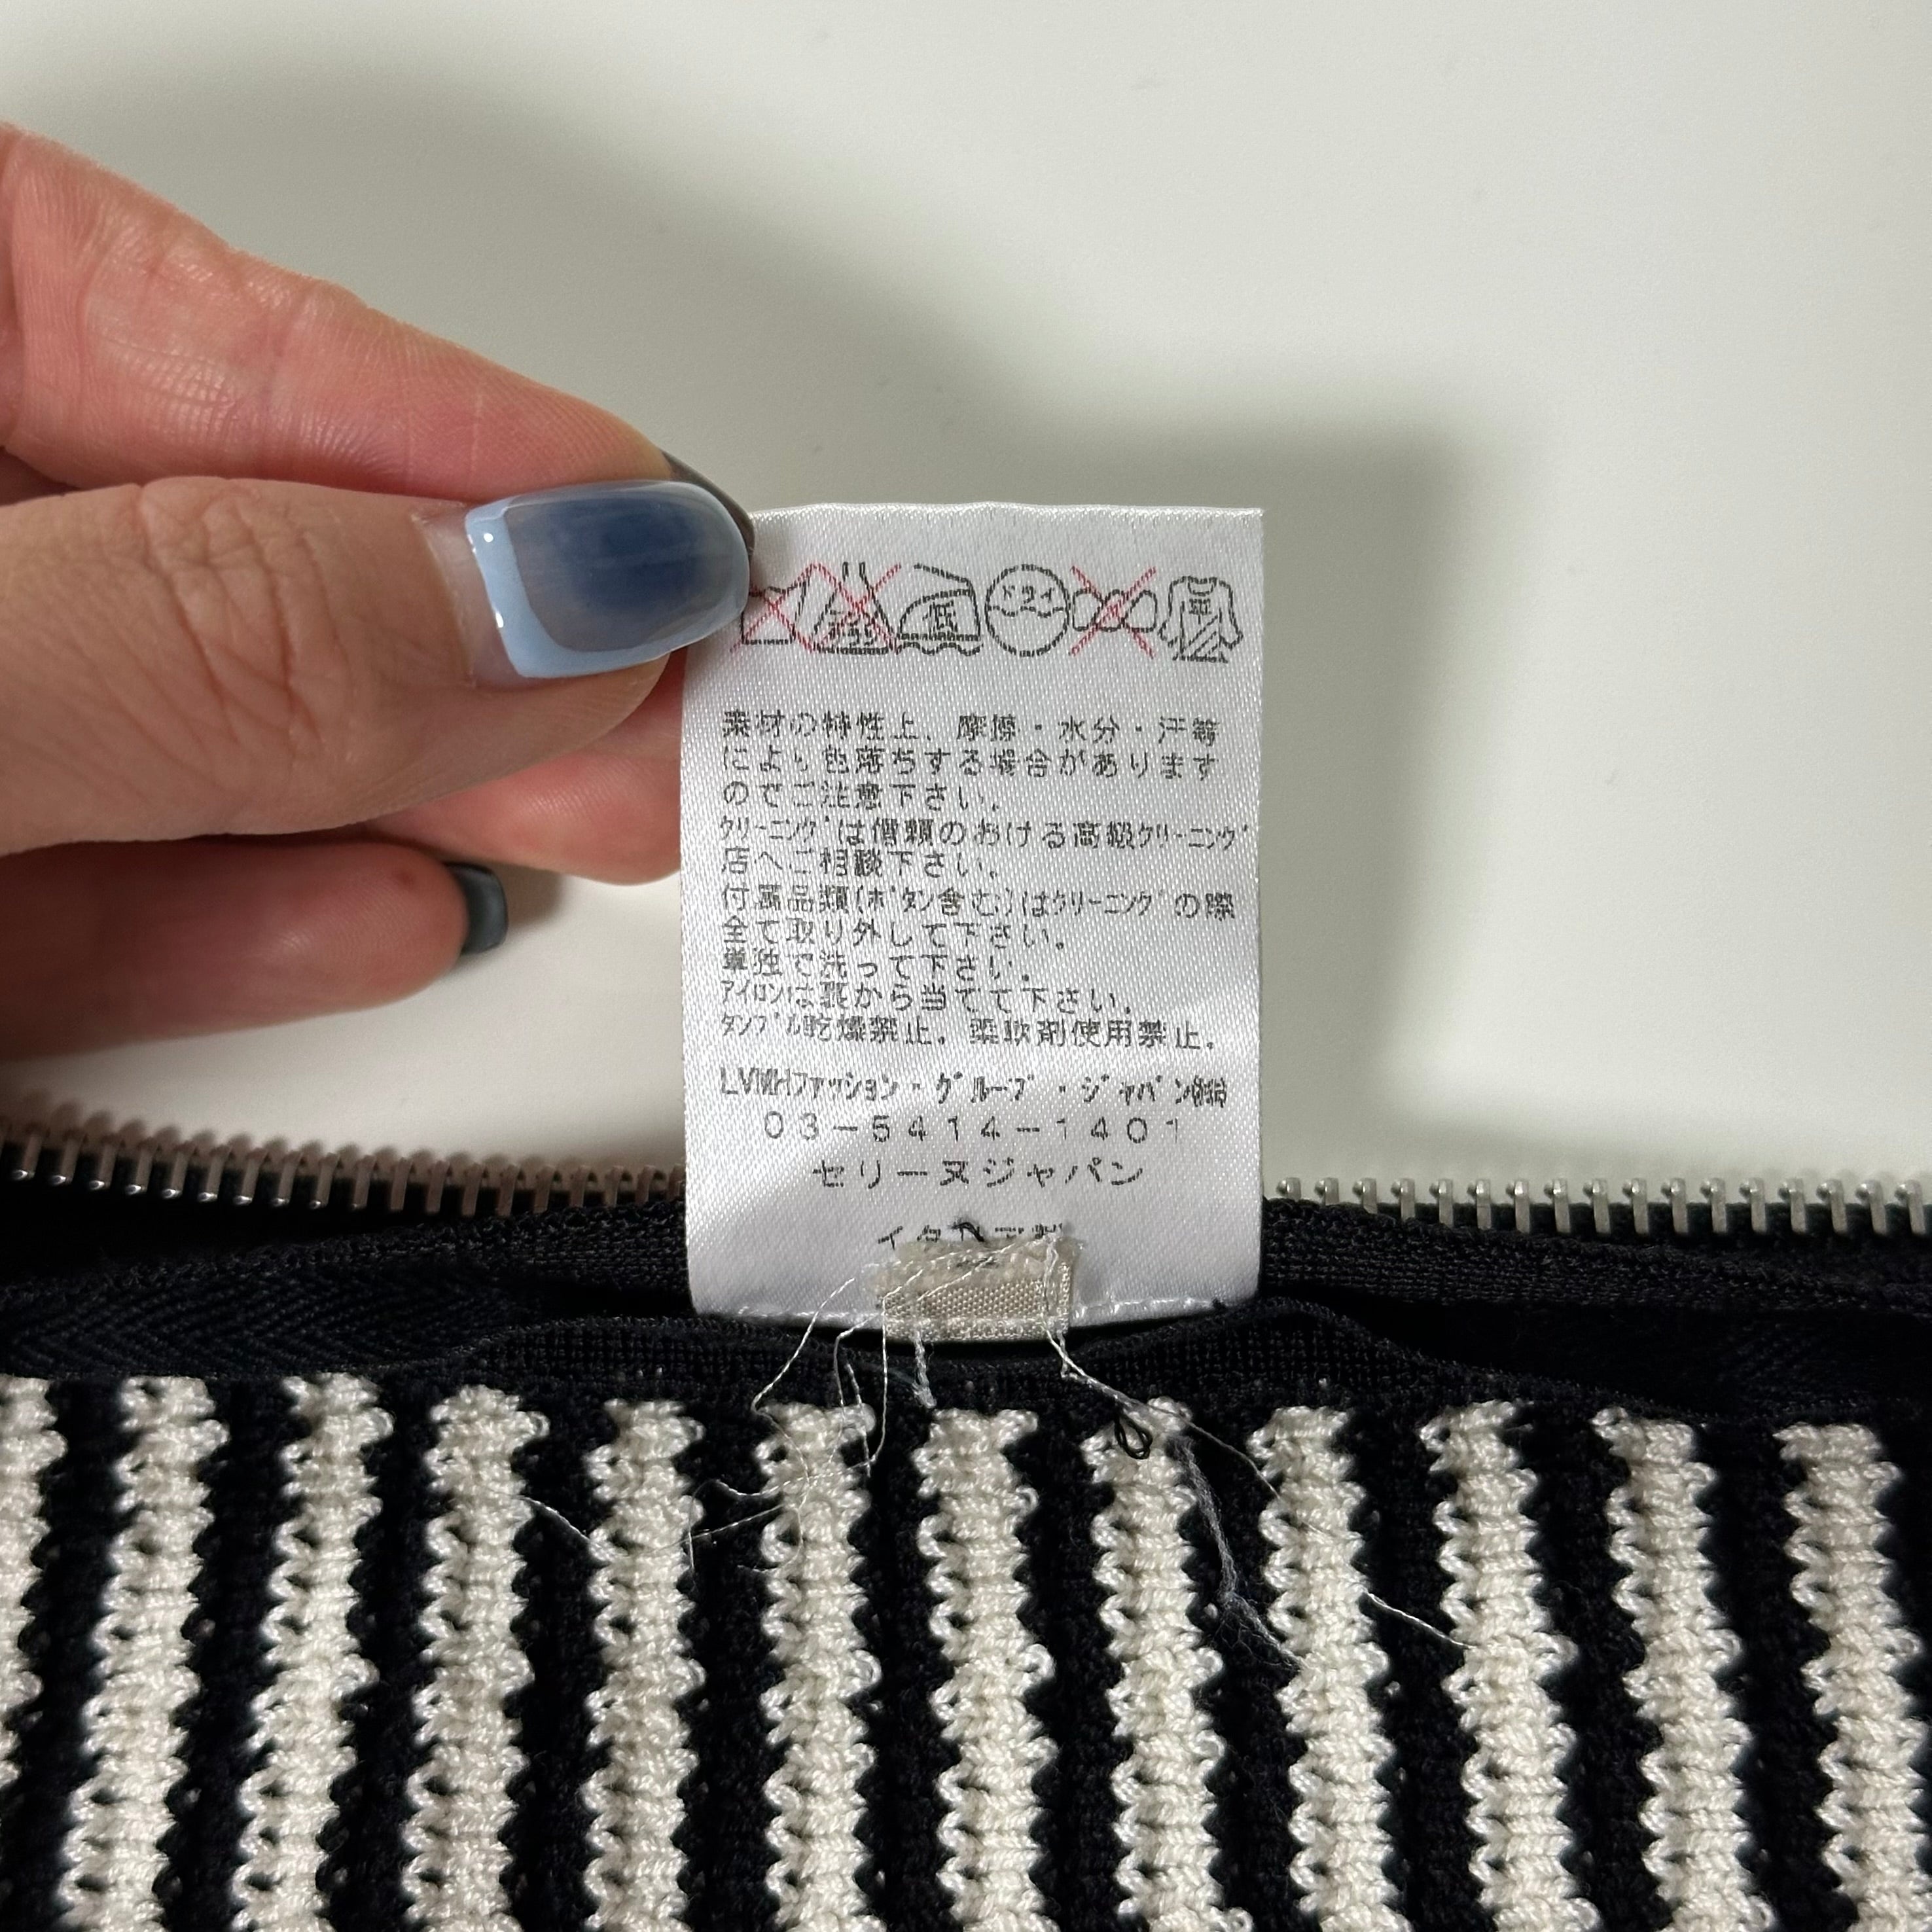 低 ドライ
素材の特性上、摩擦・水分・汗等
により色落ちする場合があります
のでご注意下さい。
クリーニングは信頼のおける高級クリーニング
店へご相談下さい。
付属品類(ボタン含む)はクリーニングの際
全て取り外して下さい。
単独で洗って下さい。
アイロンは裏から当てて下さい。
タンブル乾燥禁止。柔軟剤使用禁止。
LVMHファッション・グループ・ジャパン㈱
03-5414-1401
セリーヌジャパン
イタリア製